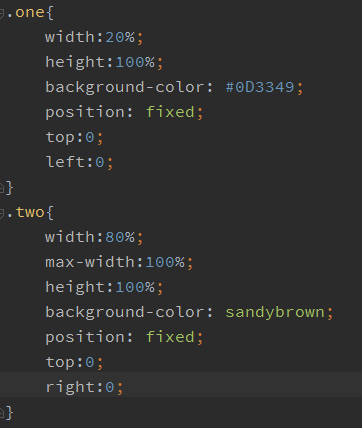 .one{
width:20%;
height:100%;
background-color: #0D3349;
position: fixed;
top:0;
left:0;
}
.two{
width:80%;
max-width:100%;
height:100%;
background-color: sandybrown;
position: fixed;
top:0;
right:0;
}